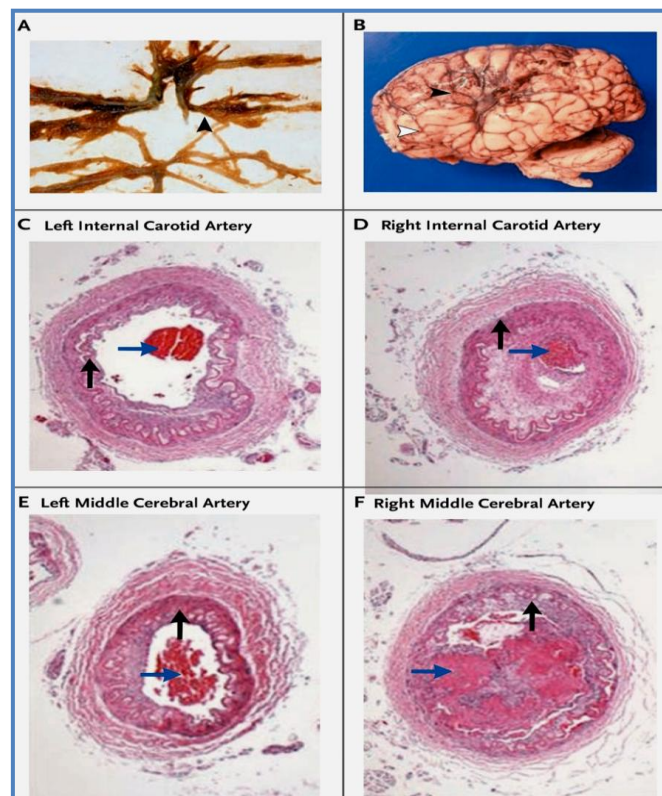 A
B
C Left Internal Carotid Artery
D Right Internal Carotid Artery
E Left Middle Cerebral Artery
F Right Middle Cerebral Artery